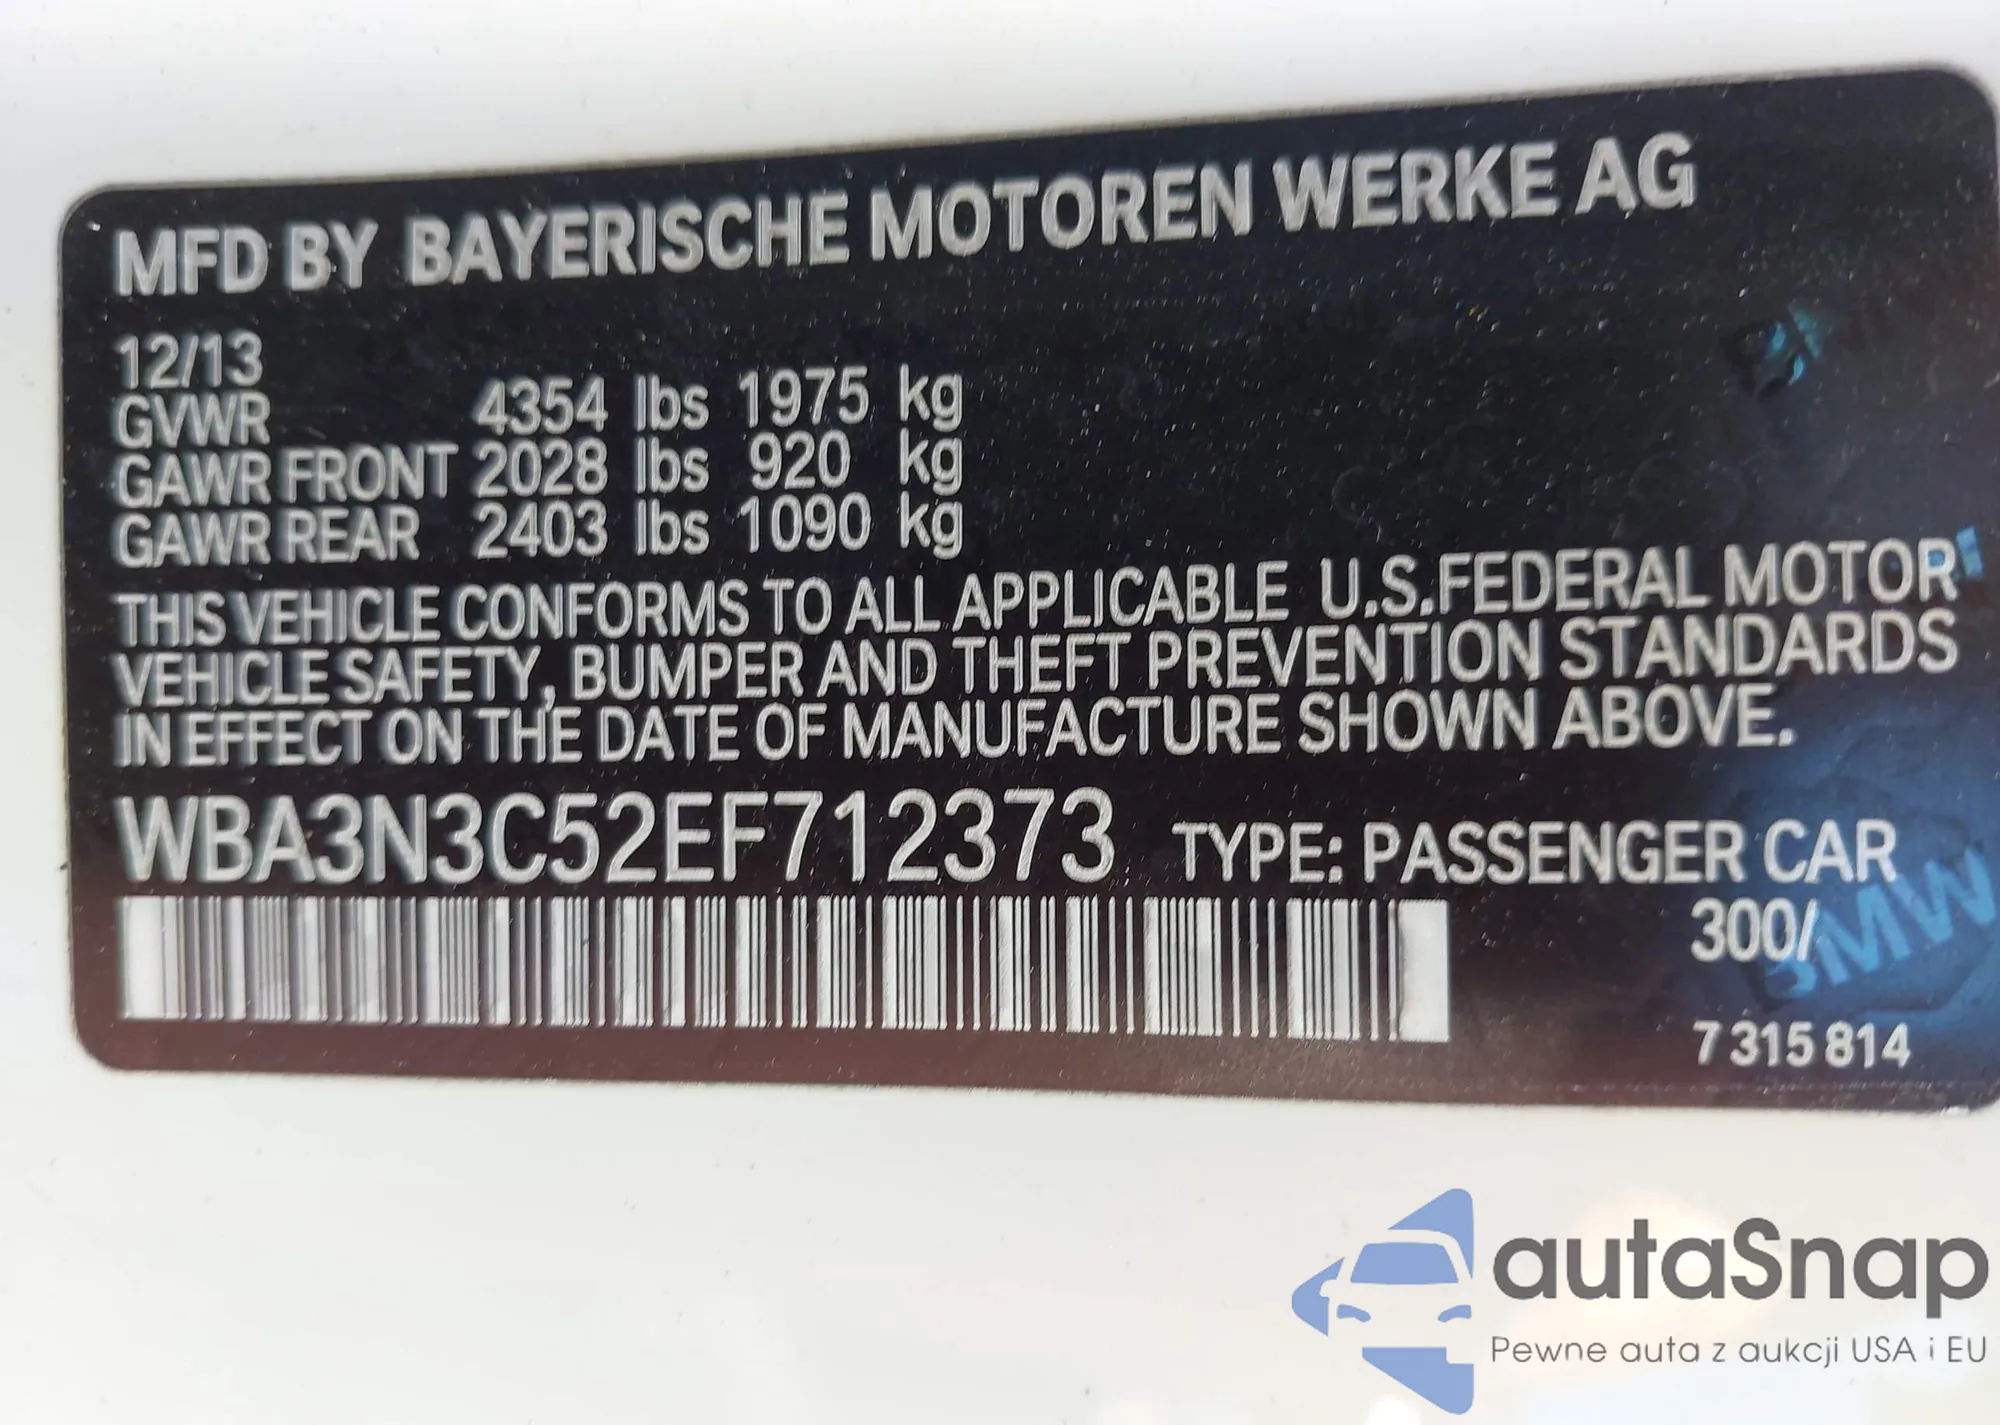 MFD BY BAYERISCHE MOTOREN WERKE AG
12/13
GVWR 4354 lbs 1975 kg
GAWR FRONT 2028 lbs 920 kg
GAWR REAR 2403 lbs 1090 kg
THIS VEHICLE CONFORMS TO ALL APPLICABLE U.S.FEDERAL MOTOR
VEHICLE SAFETY, BUMPER AND THEFT PREVENTION STANDARDS
IN EFFECT ON THE DATE OF MANUFACTURE SHOWN ABOVE.
WBA3N3C52EF712373 TYPE: PASSENGER CAR
300/
BMW
7 315 814
autaSnap
Pewne auta z aukcji USA i EU